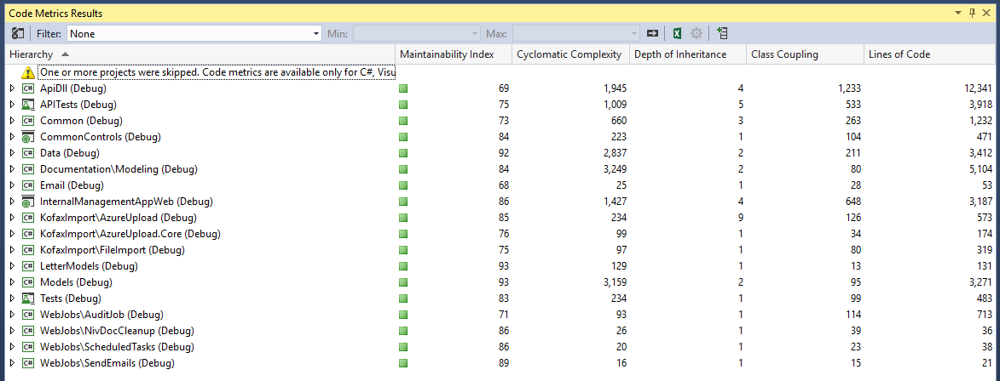 Code Metrics Results
Filter: None Min: Max:
Hierarchy Maintainability Index Cyclomatic Complexity Depth of Inheritance Class Coupling Lines of Code
One or more projects were skipped. Code metrics are available only for C#, Visu
C# ApiDll (Debug) 69 1,945 4 1,233 12,341
APITests (Debug) 75 1,009 5 533 3,918
C# Common (Debug) 73 660 3 263 1,232
CommonControls (Debug) 84 223 1 104 471
C# Data (Debug) 92 2,837 2 211 3,412
C# Documentation\Modeling (Debug) 84 3,249 2 80 5,104
C# Email (Debug) 68 25 1 28 53
InternalManagementAppWeb (Debug) 86 1,427 4 648 3,187
C# KofaxImport\AzureUpload (Debug) 85 234 9 126 573
C# KofaxImport\AzureUpload.Core (Debug) 76 99 1 34 174
C# KofaxImport\FileImport (Debug) 75 97 1 80 319
C# LetterModels (Debug) 93 129 1 13 131
C# Models (Debug) 93 3,159 2 95 3,271
Tests (Debug) 83 234 1 99 483
C# WebJobs\AuditJob (Debug) 71 93 1 114 713
C# WebJobs\NivDocCleanup (Debug) 86 26 1 39 36
C# WebJobs\ScheduledTasks (Debug) 86 20 1 23 38
C# WebJobs\SendEmails (Debug) 89 16 1 15 21